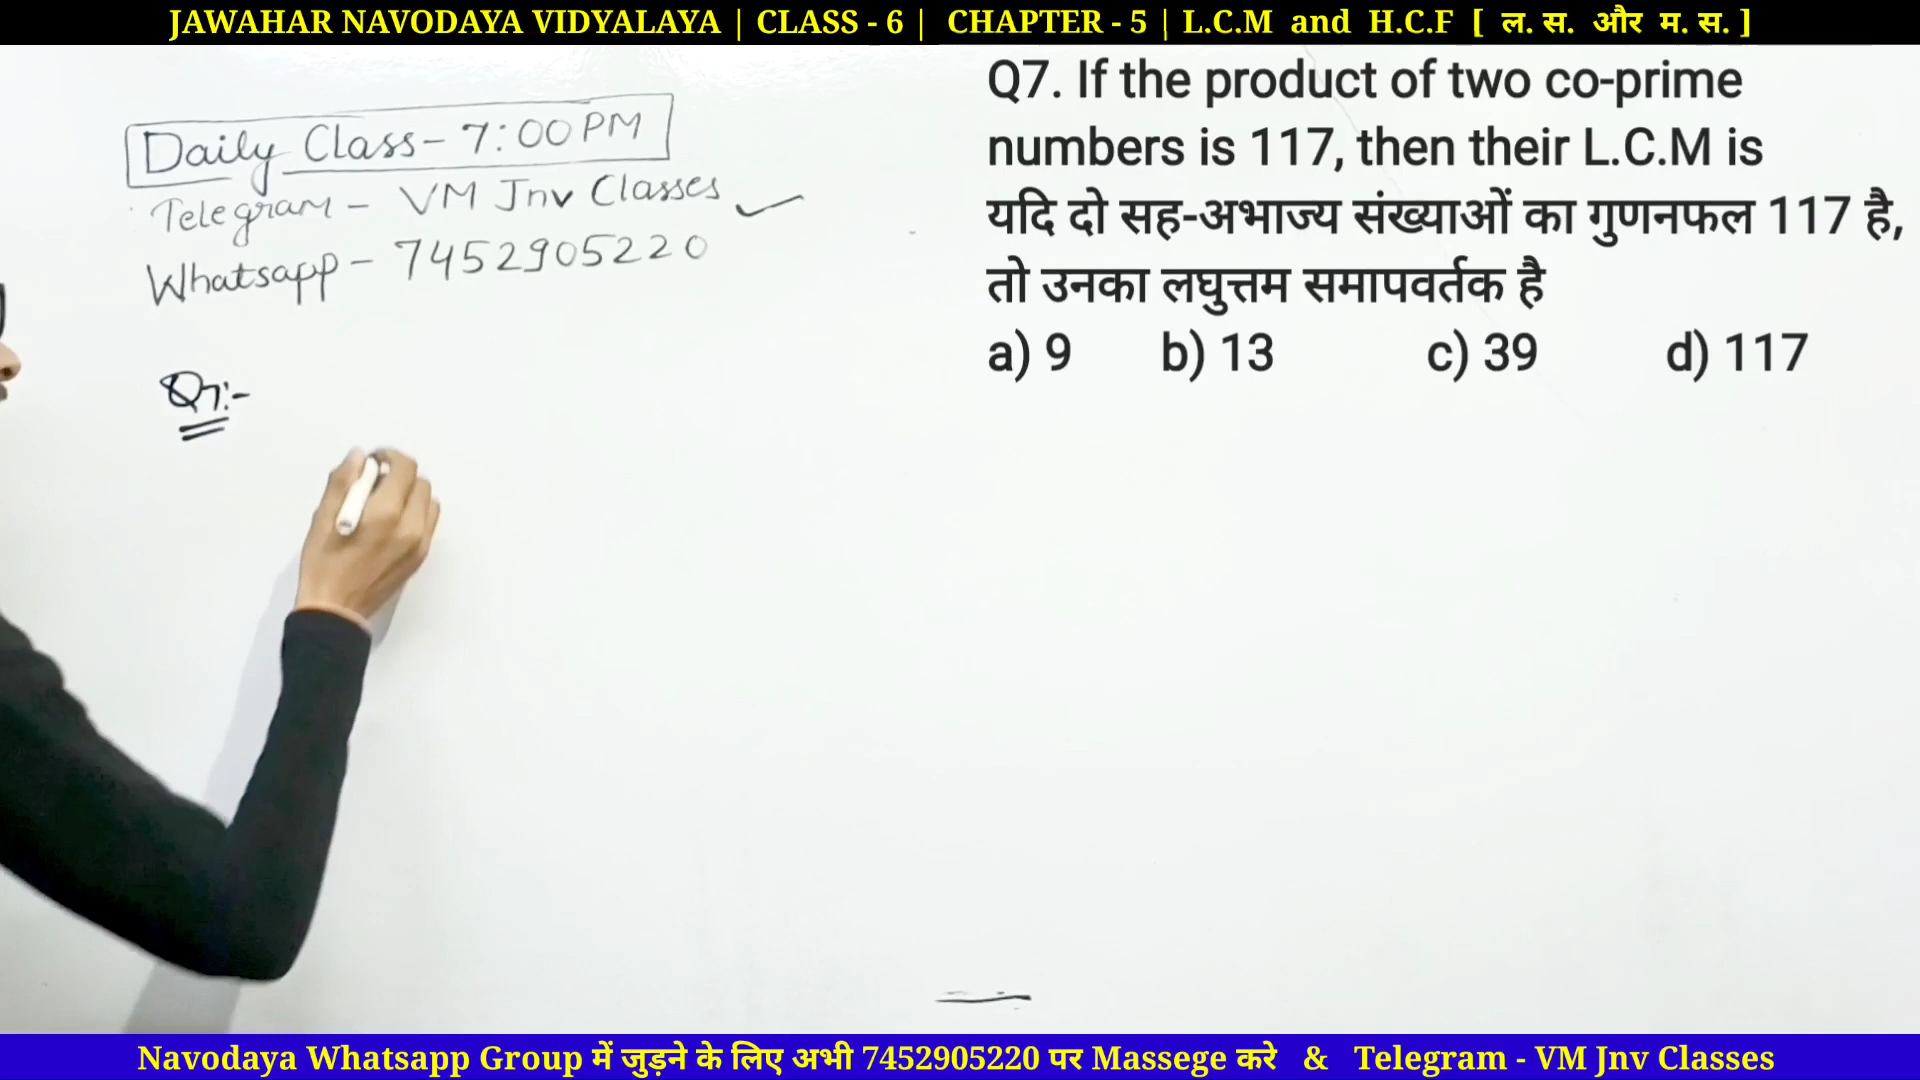 JAWAHAR NAVODAYA VIDYALAYA | CLASS - 6 | CHAPTER - 5 | L.C.M and H.C.F [ ल. स. और म. स. ]
Daily Class - 7:00 PM
Telegram - VM Jnv Classes
Whatsapp - 7452905220
Q7:-
Q7. If the product of two co-prime
numbers is 117, then their L.C.M is
यदि दो सह-अभाज्य संख्याओं का गुणनफल 117 है,
तो उनका लघुत्तम समापवर्तक है
a) 9 b) 13 c) 39 d) 117
Navodaya Whatsapp Group में जुड़ने के लिए अभी 7452905220 पर Massege करे & Telegram - VM Jnv Classes